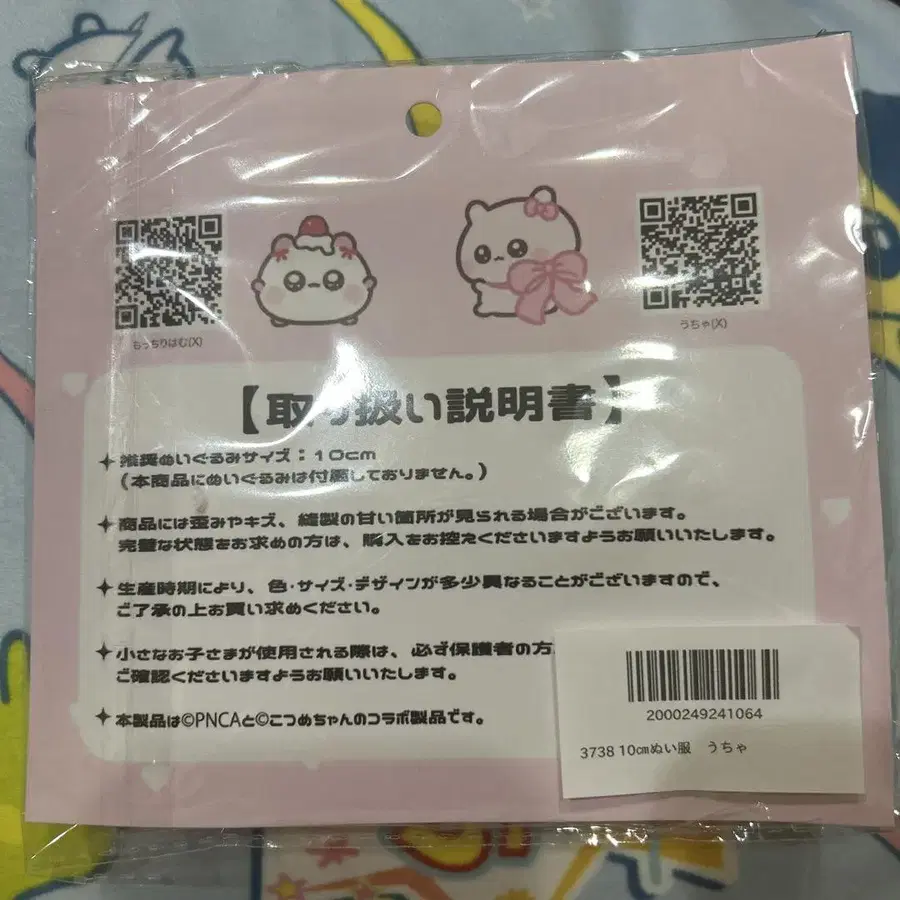 もっちりはむ(X)
うちゃ(X)
【取り扱い説明書】
推奨ぬいぐるみサイズ：10cm
(本商品にぬいぐるみは付属しておりません。)
商品には歪みやキズ、縫製の甘い箇所が見られる場合がございます。
完璧な状態をお求めの方は、購入をお控えくださいますようお願いいたします。
生産時期により、色・サイズ・デザインが多少異なることがございますので、
ご了承の上お買い求めください。
小さなお子さまが使用される際は、必ず保護者の方
ご確認くださいますようお願いいたします。
本製品は©PNCAと©こつめちゃんのコラボ製品です。
2000249241064
3738 10㎝ぬい服　うちゃ